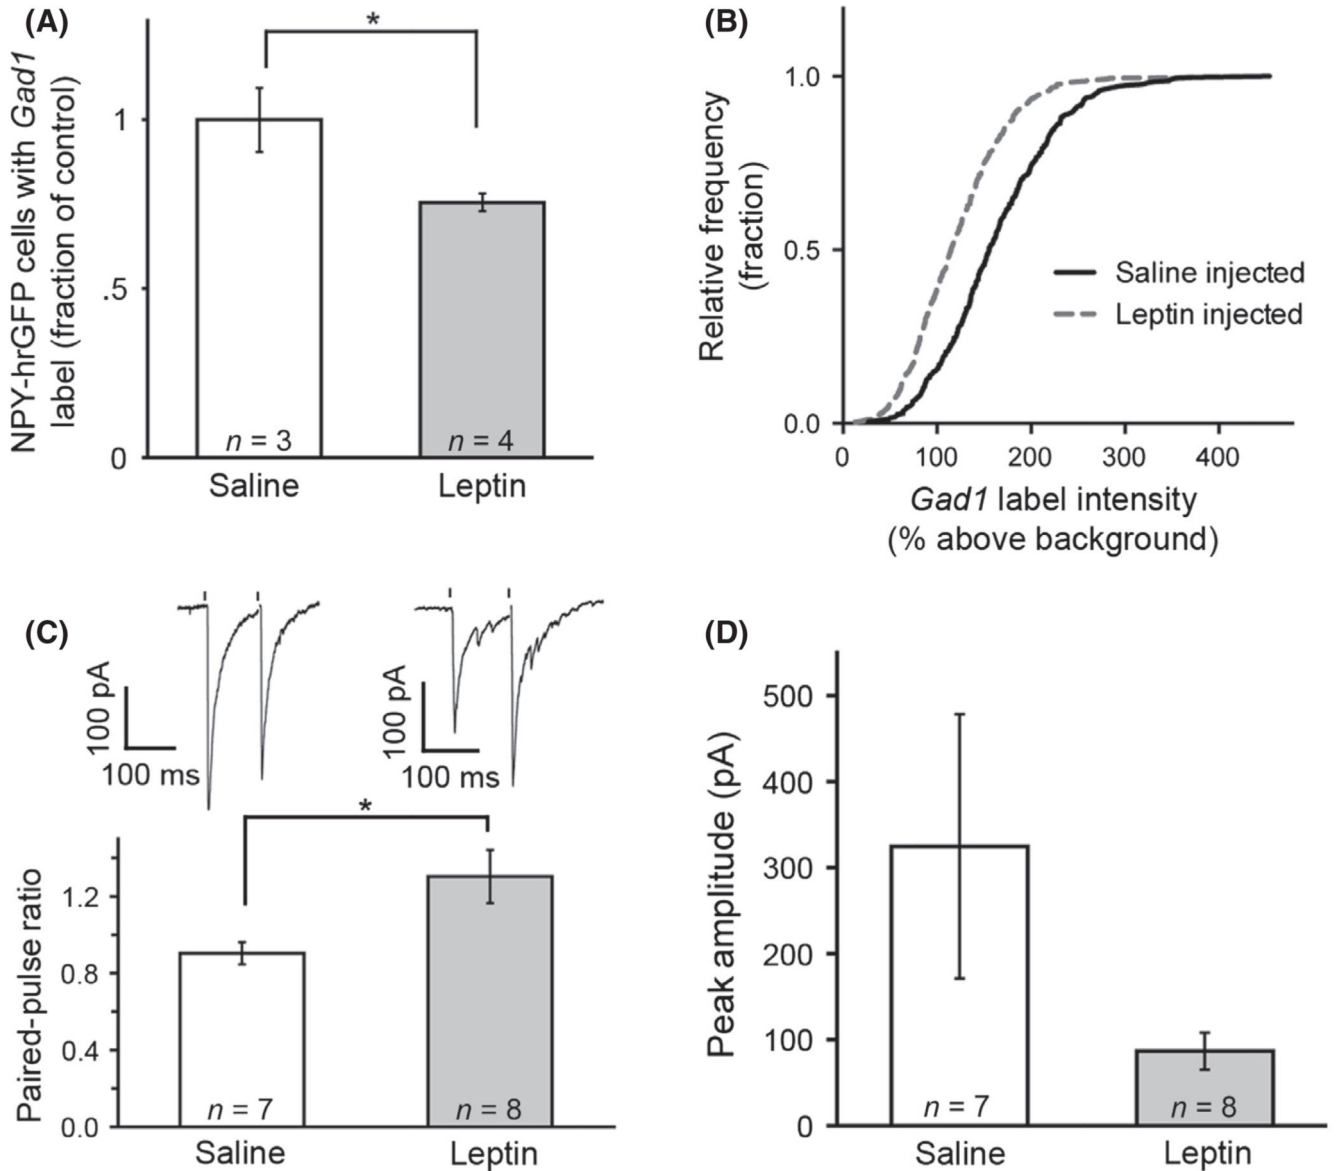 (A)
*
NPY-hrGFP cells with Gad1
label (fraction of control)
1
.5
0
n = 3
n = 4
Saline
Leptin
(B)
Relative frequency
(fraction)
1.0
0.5
0.0
Saline injected
Leptin injected
0
100
200
300
400
Gad1 label intensity
(% above background)
(C)
100 pA
100 ms
100 pA
100 ms
*
Paired-pulse ratio
1.2
0.8
0.4
0.0
n = 7
n = 8
Saline
Leptin
(D)
Peak amplitude (pA)
500
400
300
200
100
0
n = 7
n = 8
Saline
Leptin